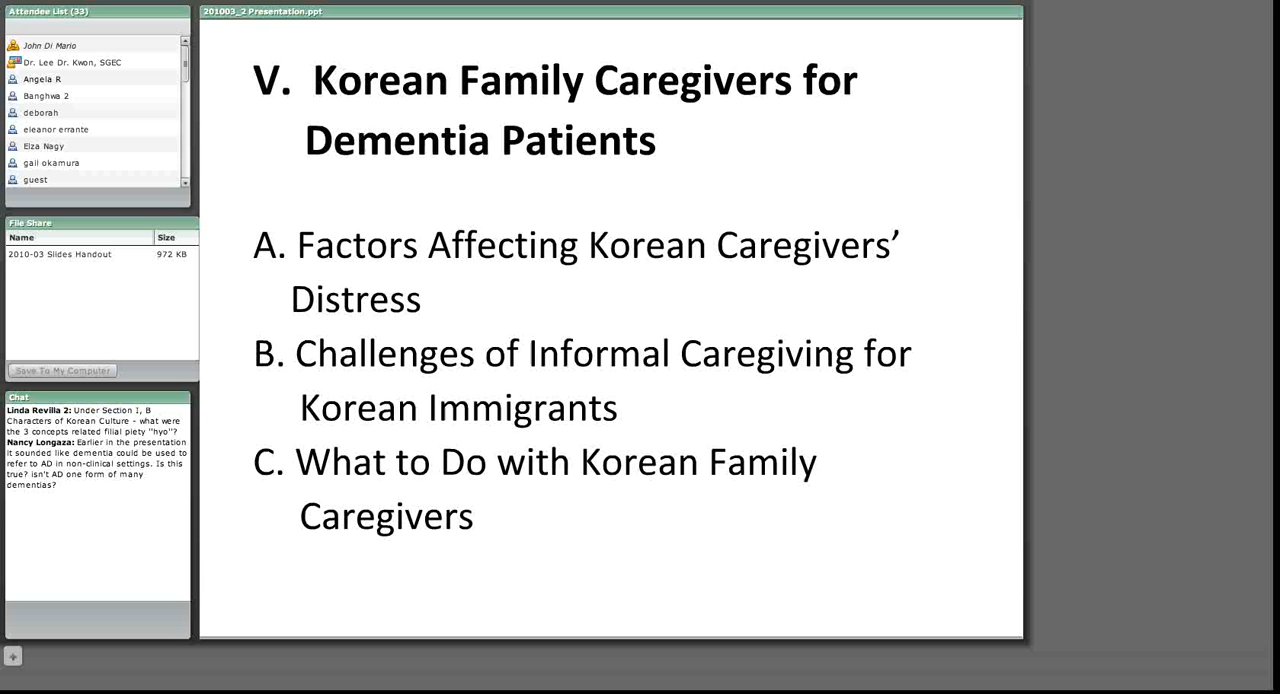 Attendee List (33)
John Di Mario
Dr. Lee Dr. Kwon, SGEC
Angela R
Banghwa 2
deborah
eleanor errante
Elza Nagy
gail okamura
guest
File Share
Name Size
2010-03 Slides Handout 972 KB
Save To My Computer
Chat
Linda Revilla 2: Under Section I, B
Characters of Korean Culture - what were
the 3 concepts related filial piety "hyo"?
Nancy Longaza: Earlier in the presentation
it sounded like dementia could be used to
refer to AD in non-clinical settings. Is this
true? isn't AD one form of many
dementias?
201003_2 Presentation.ppt
V. Korean Family Caregivers for
Dementia Patients
A. Factors Affecting Korean Caregivers’
Distress
B. Challenges of Informal Caregiving for
Korean Immigrants
C. What to Do with Korean Family
Caregivers